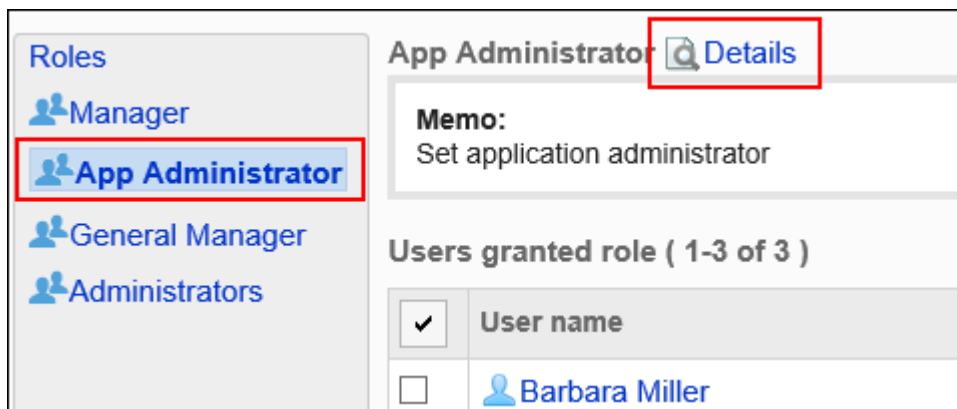 Roles
Manager
App Administrator
General Manager
Administrators
App Administrator Details
Memo:
Set application administrator
Users granted role ( 1-3 of 3 )
User name
Barbara Miller